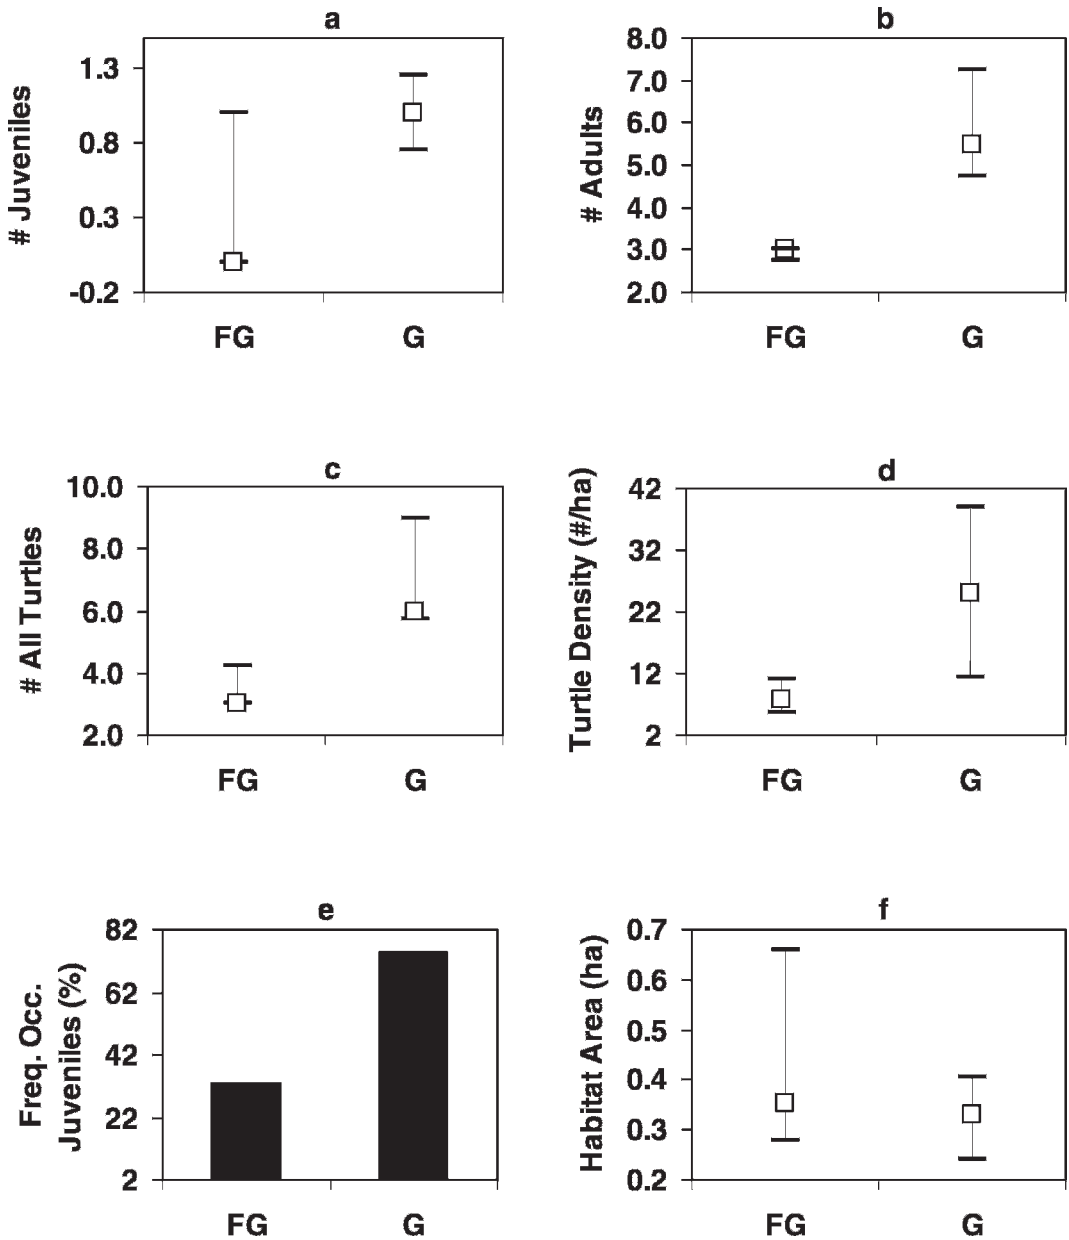 a
# Juveniles
1.3
0.8
0.3
-0.2
FG G
b
# Adults
8.0
7.0
6.0
5.0
4.0
3.0
2.0
FG G
c
# All Turtles
10.0
8.0
6.0
4.0
2.0
FG G
d
Turtle Density (#/ha)
42
32
22
12
2
FG G
e
Freq. Occ.
Juveniles (%)
82
62
42
22
2
FG G
f
Habitat Area (ha)
0.7
0.6
0.5
0.4
0.3
0.2
FG G